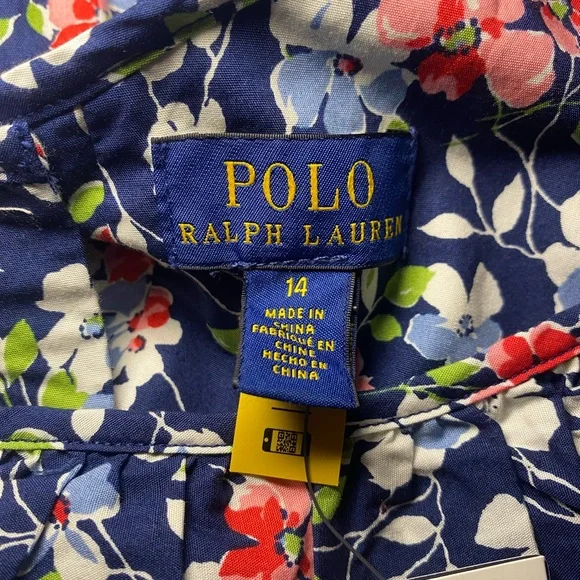 POLO
RALPH LAUREN
14
MADE IN
CHINA
FABRIQUÉ EN
CHINE
HECHO EN
CHINA